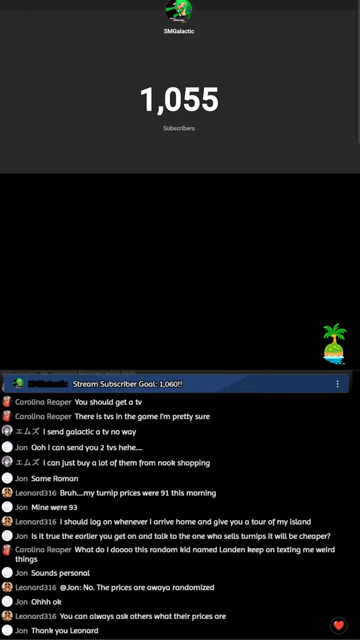 SMGalactic
1,055
Subscribers
SMGalactic Stream Subscriber Goal: 1,060!!
Carolina Reaper You should get a tv
Carolina Reaper There is tvs in the game I'm pretty sure
エムズ i send galactic a tv no way
Jon Ooh I can send you 2 tvs hehe....
エムズ i can just buy a lot of them from nook shopping
Jon Same Roman
Leonard316 Bruh....my turnip prices were 91 this morning
Jon Mine were 93
Leonard316 I should log on whenever i arrive home and give you a tour of my island
Jon Is it true the earlier you get on and talk to the one who sells turnips it will be cheaper?
Carolina Reaper What do I doooo this random kid named Landen keep on texting me weird
things
Jon Sounds personal
Leonard316 @Jon: No. The prices are awaya randomized
Jon Ohhh ok
Leonard316 You can always ask others what their prices are
Jon Thank you Leonard